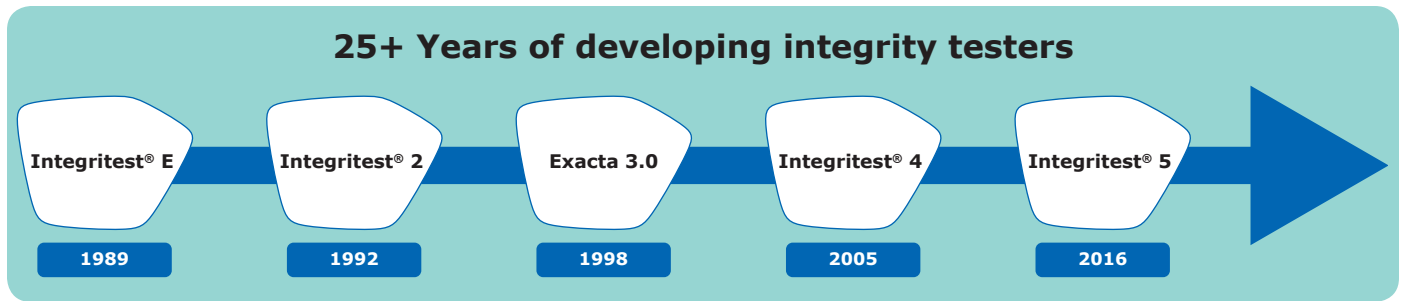 25+ Years of developing integrity testers
Integritest® E
Integritest® 2
Exacta 3.0
Integritest® 4
Integritest® 5
1989
1992
1998
2005
2016